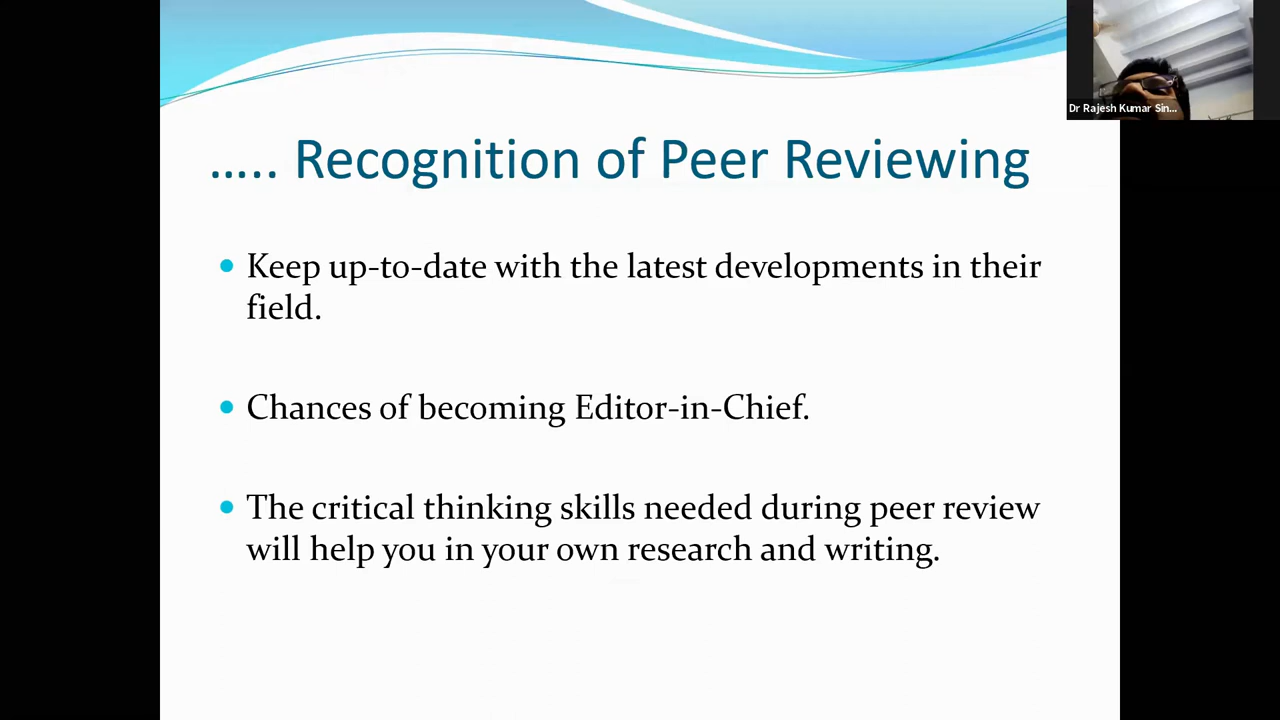 Dr Rajesh Kumar Sin...
..... Recognition of Peer Reviewing
• Keep up-to-date with the latest developments in their
field.
• Chances of becoming Editor-in-Chief.
• The critical thinking skills needed during peer review
will help you in your own research and writing.